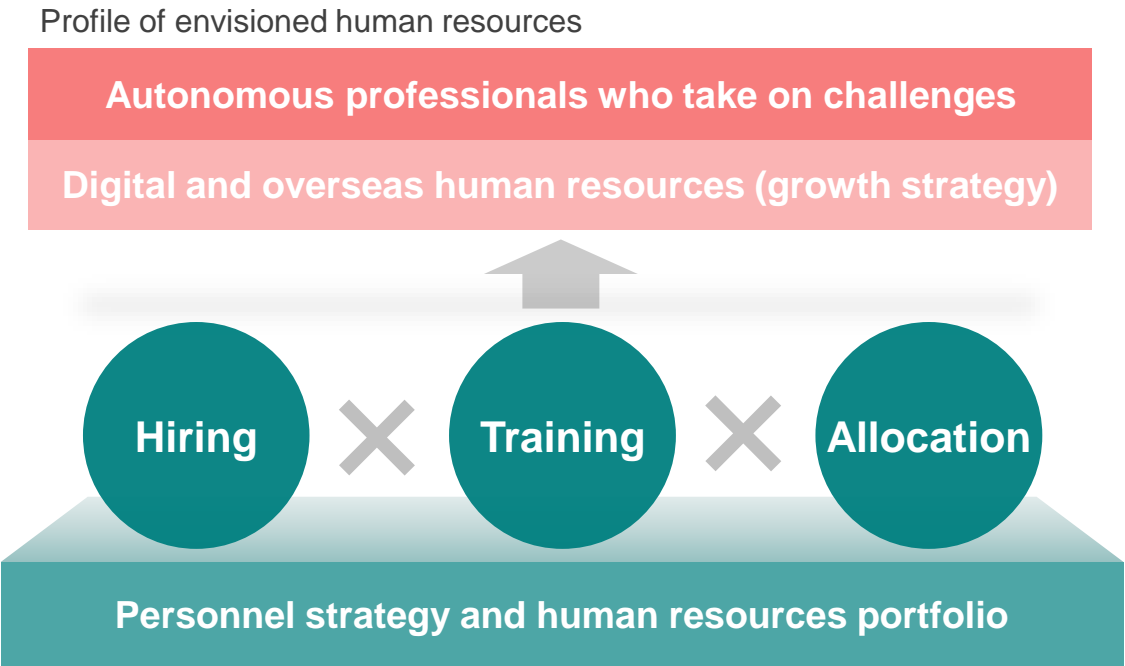 Profile of envisioned human resources
Autonomous professionals who take on challenges
Digital and overseas human resources (growth strategy)
Hiring
Training
Allocation
Personnel strategy and human resources portfolio